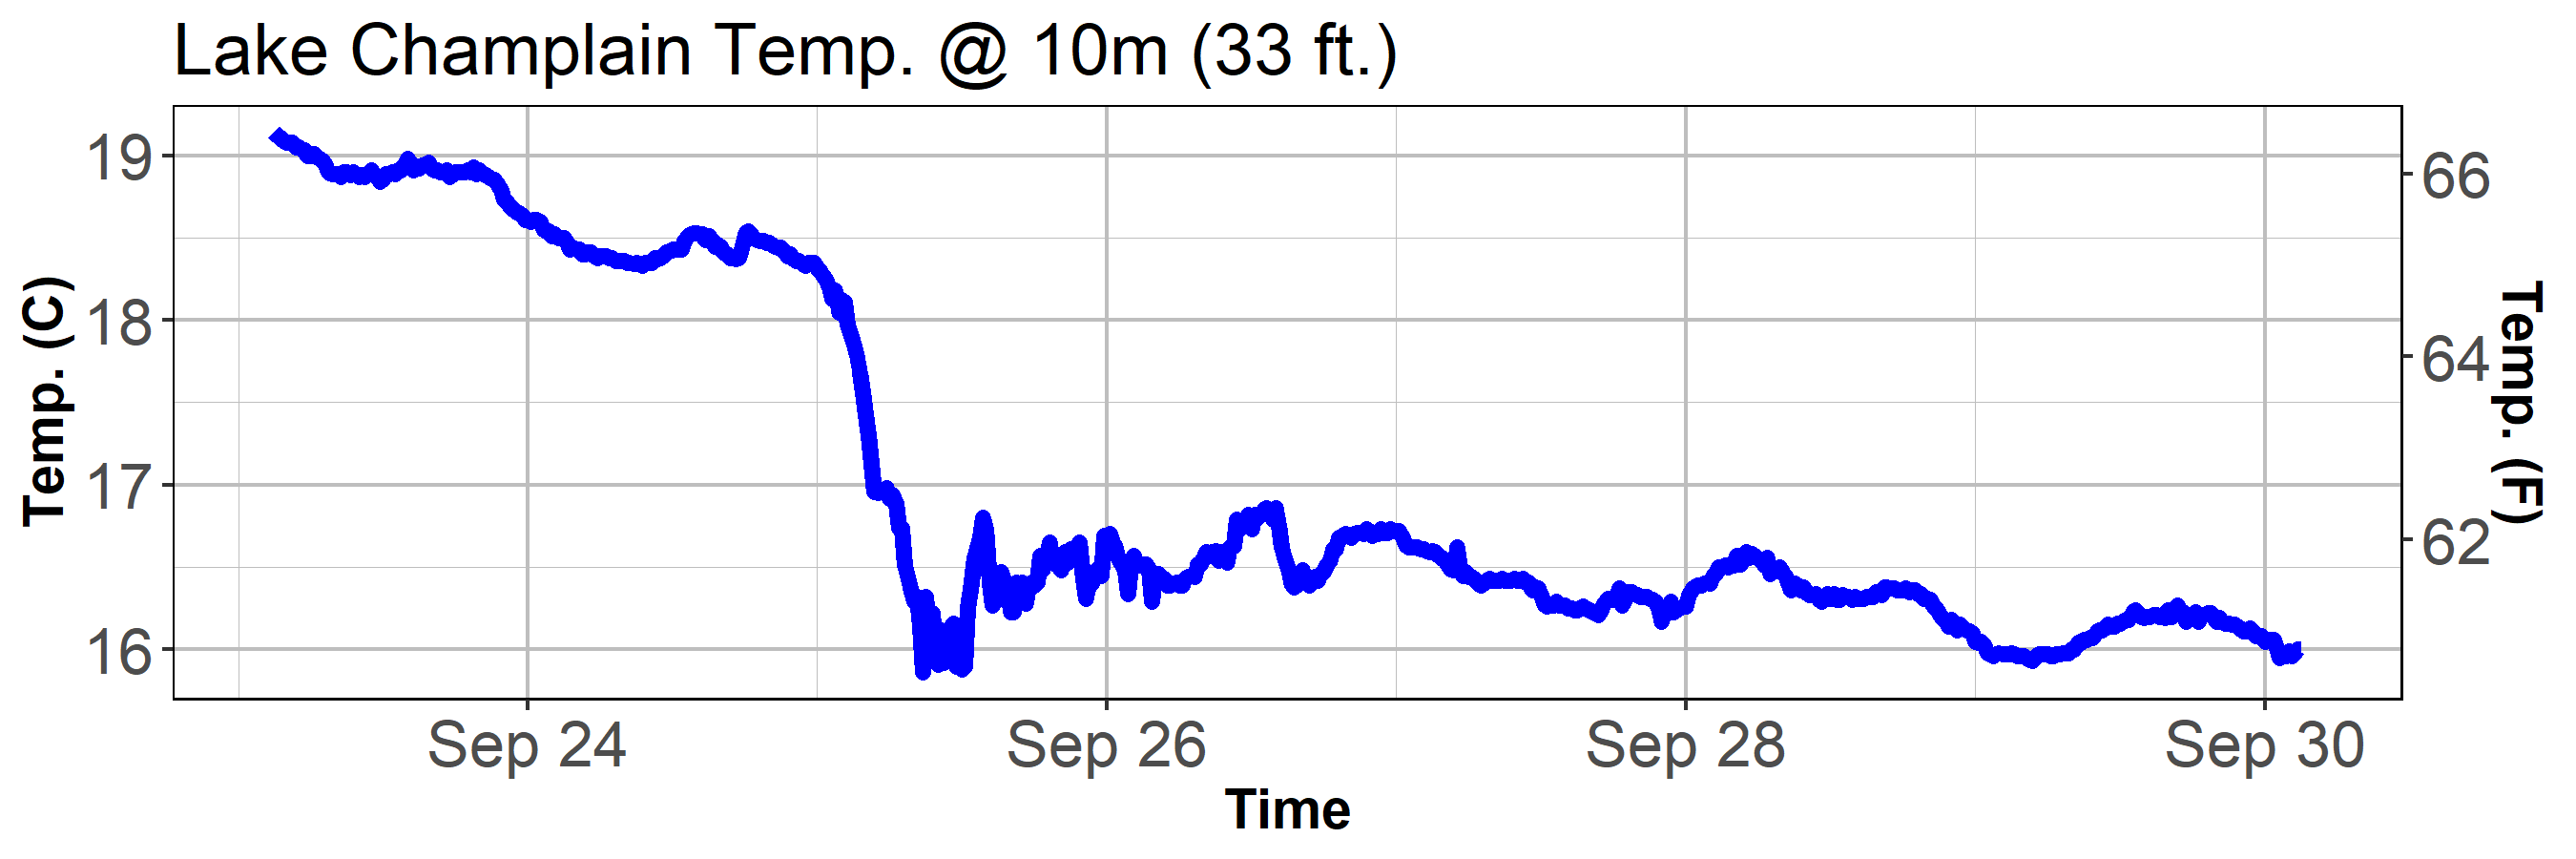 Lake Champlain Temp. @ 10m (33 ft.)
19
18
17
16
Temp. (C)
66
64
62
Temp. (F)
Sep 24
Sep 26
Sep 28
Sep 30
Time